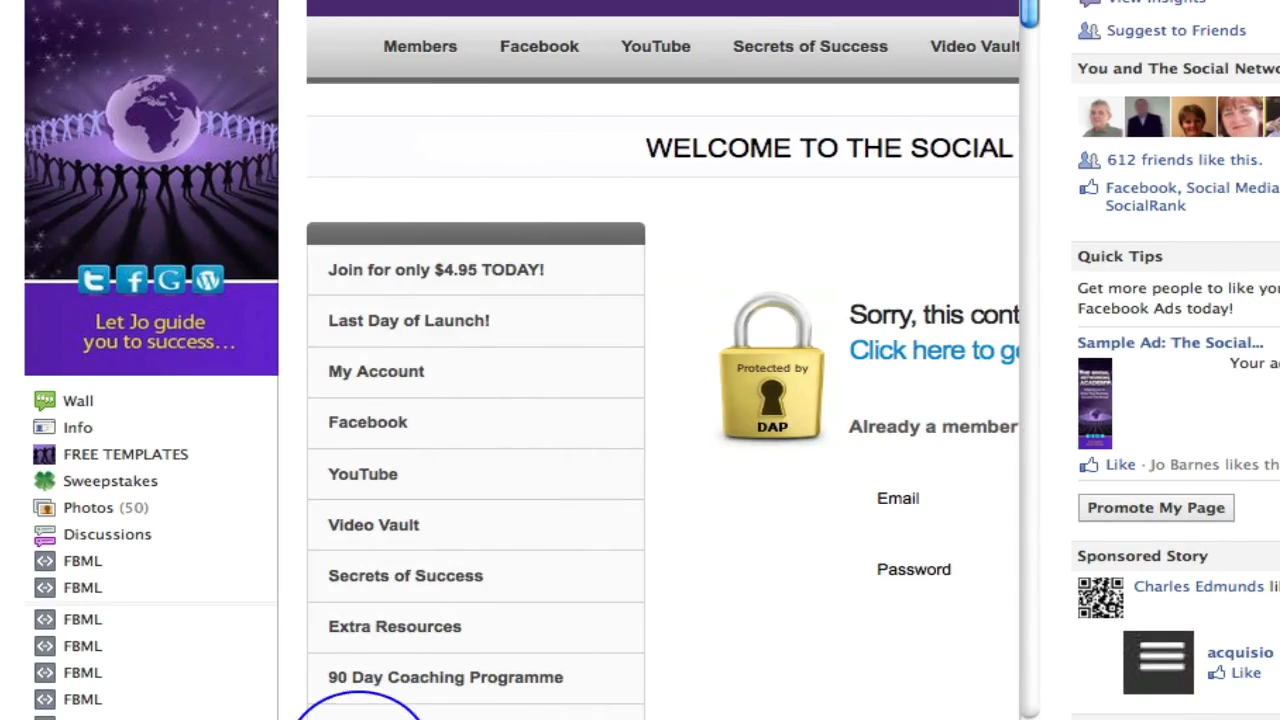 Let Jo guide
you to success...
Wall
Info
FREE TEMPLATES
Sweepstakes
Photos (50)
Discussions
FBML
FBML
FBML
FBML
FBML
FBML
Members Facebook YouTube Secrets of Success Video Vault
WELCOME TO THE SOCIAL
Join for only $4.95 TODAY!
Last Day of Launch!
My Account
Facebook
YouTube
Video Vault
Secrets of Success
Extra Resources
90 Day Coaching Programme
Protected by
DAP
Sorry, this cont
Click here to g
Already a member
Email
Password
View Insights
Suggest to Friends
You and The Social Netwo
612 friends like this.
Facebook, Social Media
SocialRank
Quick Tips
Get more people to like you
Facebook Ads today!
Sample Ad: The Social...
Your a
Like · Jo Barnes likes th
Promote My Page
Sponsored Story
Charles Edmunds li
acquisio
Like